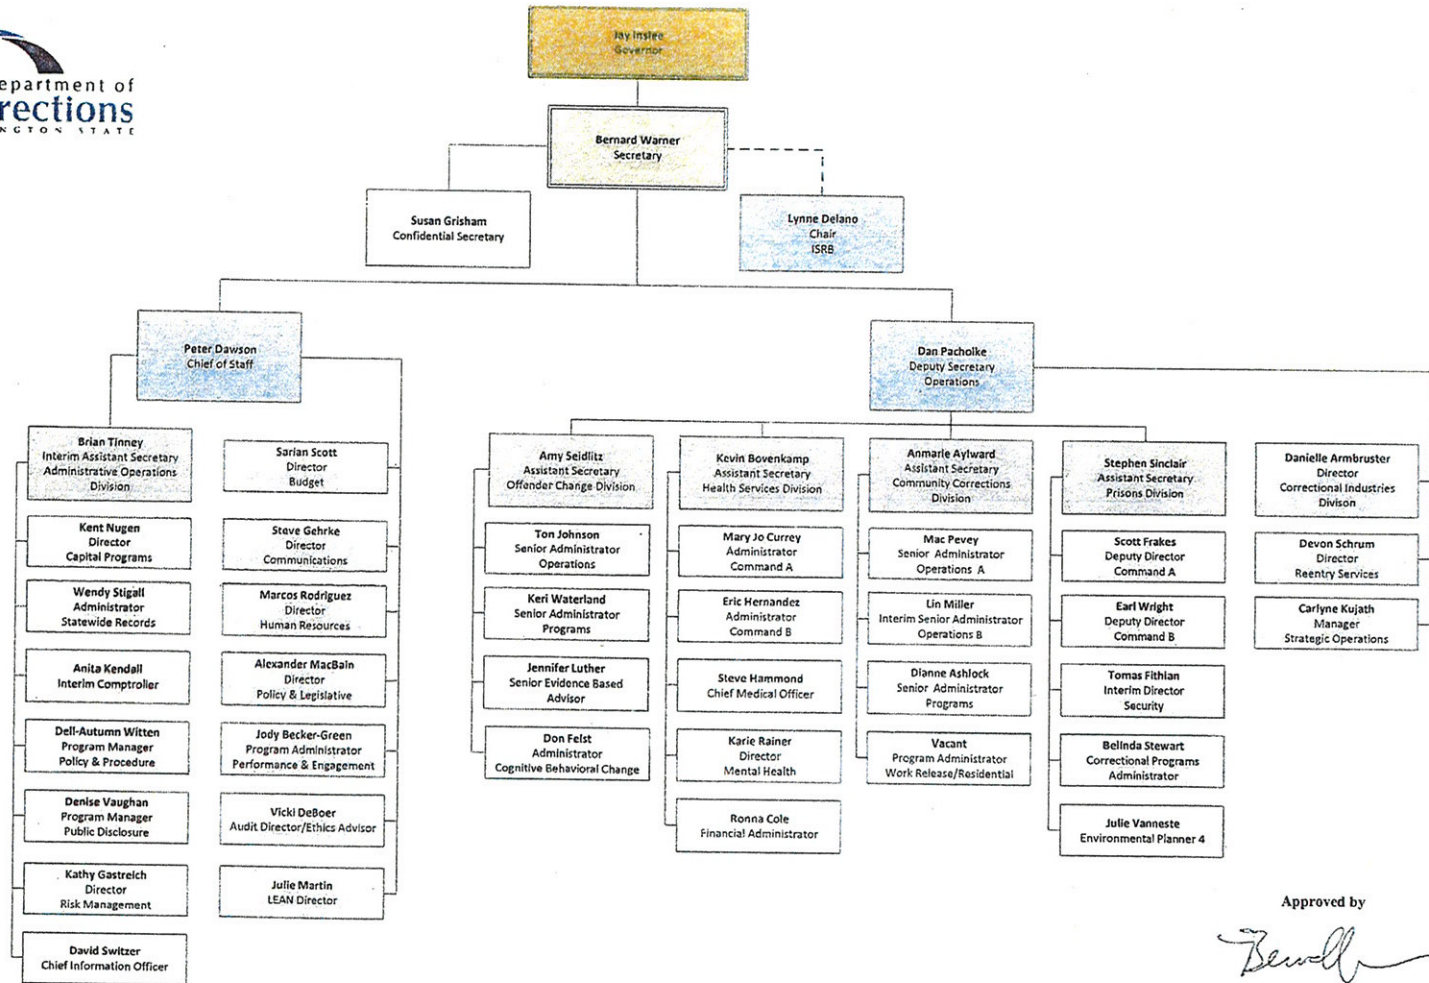 epartment of
rections
NGTON STATE
Jay Inslee
Governor
Bernard Warner
Secretary
Susan Grisham
Confidential Secretary
Lynne Delano
Chair
ISRB
Peter Dawson
Chief of Staff
Dan Pacholke
Deputy Secretary
Operations
Brian Tinney
Interim Assistant Secretary
Administrative Operations
Division
Kent Nugen
Director
Capital Programs
Wendy Stigall
Administrator
Statewide Records
Anita Kendall
Interim Comptroller
Dell-Autumn Witten
Program Manager
Policy & Procedure
Denise Vaughan
Program Manager
Public Disclosure
Kathy Gastreich
Director
Risk Management
David Switzer
Chief Information Officer
Sarian Scott
Director
Budget
Steve Gehrke
Director
Communications
Marcos Rodriguez
Director
Human Resources
Alexander MacBain
Director
Policy & Legislative
Jody Becker-Green
Program Administrator
Performance & Engagement
Vicki DeBoer
Audit Director/Ethics Advisor
Julie Martin
LEAN Director
Amy Seidlitz
Assistant Secretary
Offender Change Division
Ton Johnson
Senior Administrator
Operations
Keri Waterland
Senior Administrator
Programs
Jennifer Luther
Senior Evidence Based
Advisor
Don Felst
Administrator
Cognitive Behavioral Change
Kevin Bovenkamp
Assistant Secretary
Health Services Division
Mary Jo Currey
Administrator
Command A
Eric Hernandez
Administrator
Command B
Steve Hammond
Chief Medical Officer
Karie Rainer
Director
Mental Health
Ronna Cole
Financial Administrator
Anmarie Aylward
Assistant Secretary
Community Corrections
Division
Mac Pevey
Senior Administrator
Operations A
Lin Miller
Interim Senior Administrator
Operations B
Dianne Ashlock
Senior Administrator
Programs
Vacant
Program Administrator
Work Release/Residential
Stephen Sinclair
Assistant Secretary
Prisons Division
Scott Frakes
Deputy Director
Command A
Earl Wright
Deputy Director
Command B
Tomas Fithian
Interim Director
Security
Belinda Stewart
Correctional Programs
Administrator
Julie Vanneste
Environmental Planner 4
Danielle Armbruster
Director
Correctional Industries
Divison
Devon Schrum
Director
Reentry Services
Carlyne Kujath
Manager
Strategic Operations
Approved by